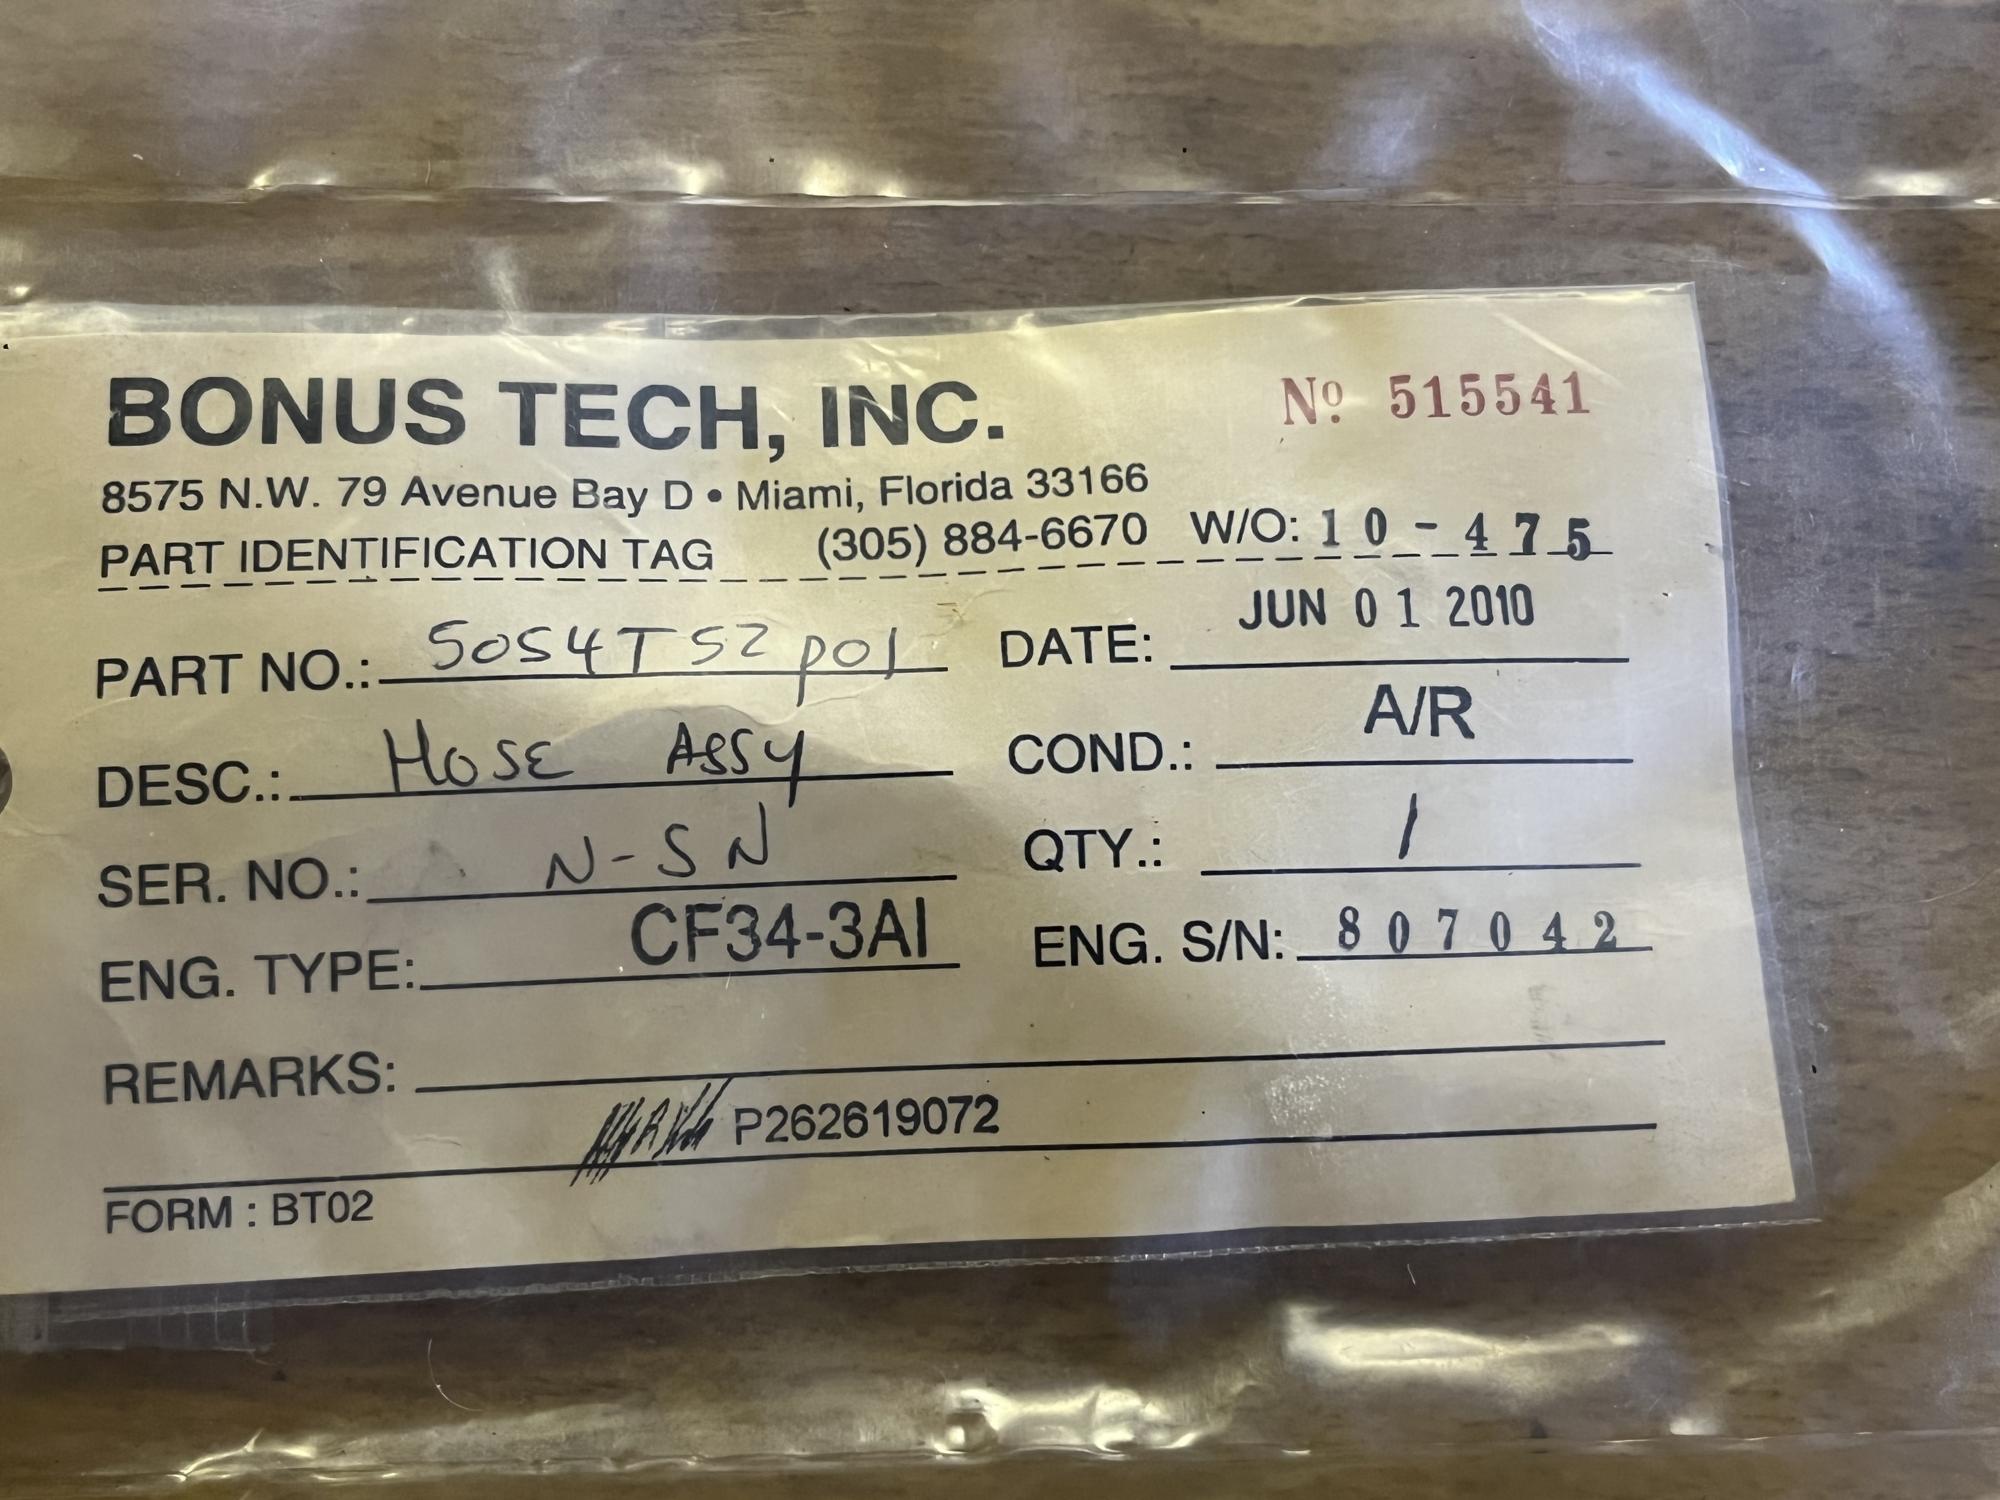 BONUS TECH, INC. Nº 515541
8575 N.W. 79 Avenue Bay D • Miami, Florida 33166
PART IDENTIFICATION TAG (305) 884-6670 W/O: 10-475
PART NO.: 5054T52p01 DATE: JUN 01 2010
DESC.: HOSE ASSY COND.: A/R
SER. NO.: N-SN QTY.: 1
ENG. TYPE: CF34-3AI ENG. S/N: 807042
REMARKS:
P262619072
FORM : BT02